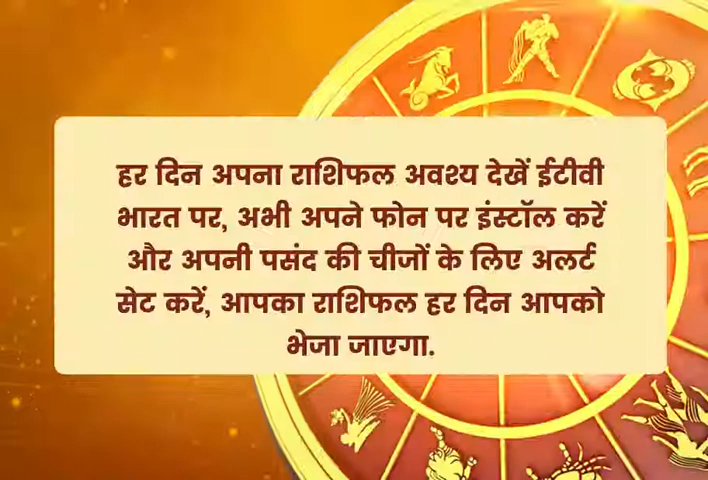 हर दिन अपना राशिफल अवश्य देखें ईटीवी
भारत पर, अभी अपने फोन पर इंस्टॉल करें
और अपनी पसंद की चीजों के लिए अलर्ट
सेट करें, आपका राशिफल हर दिन आपको
भेजा जाएगा.